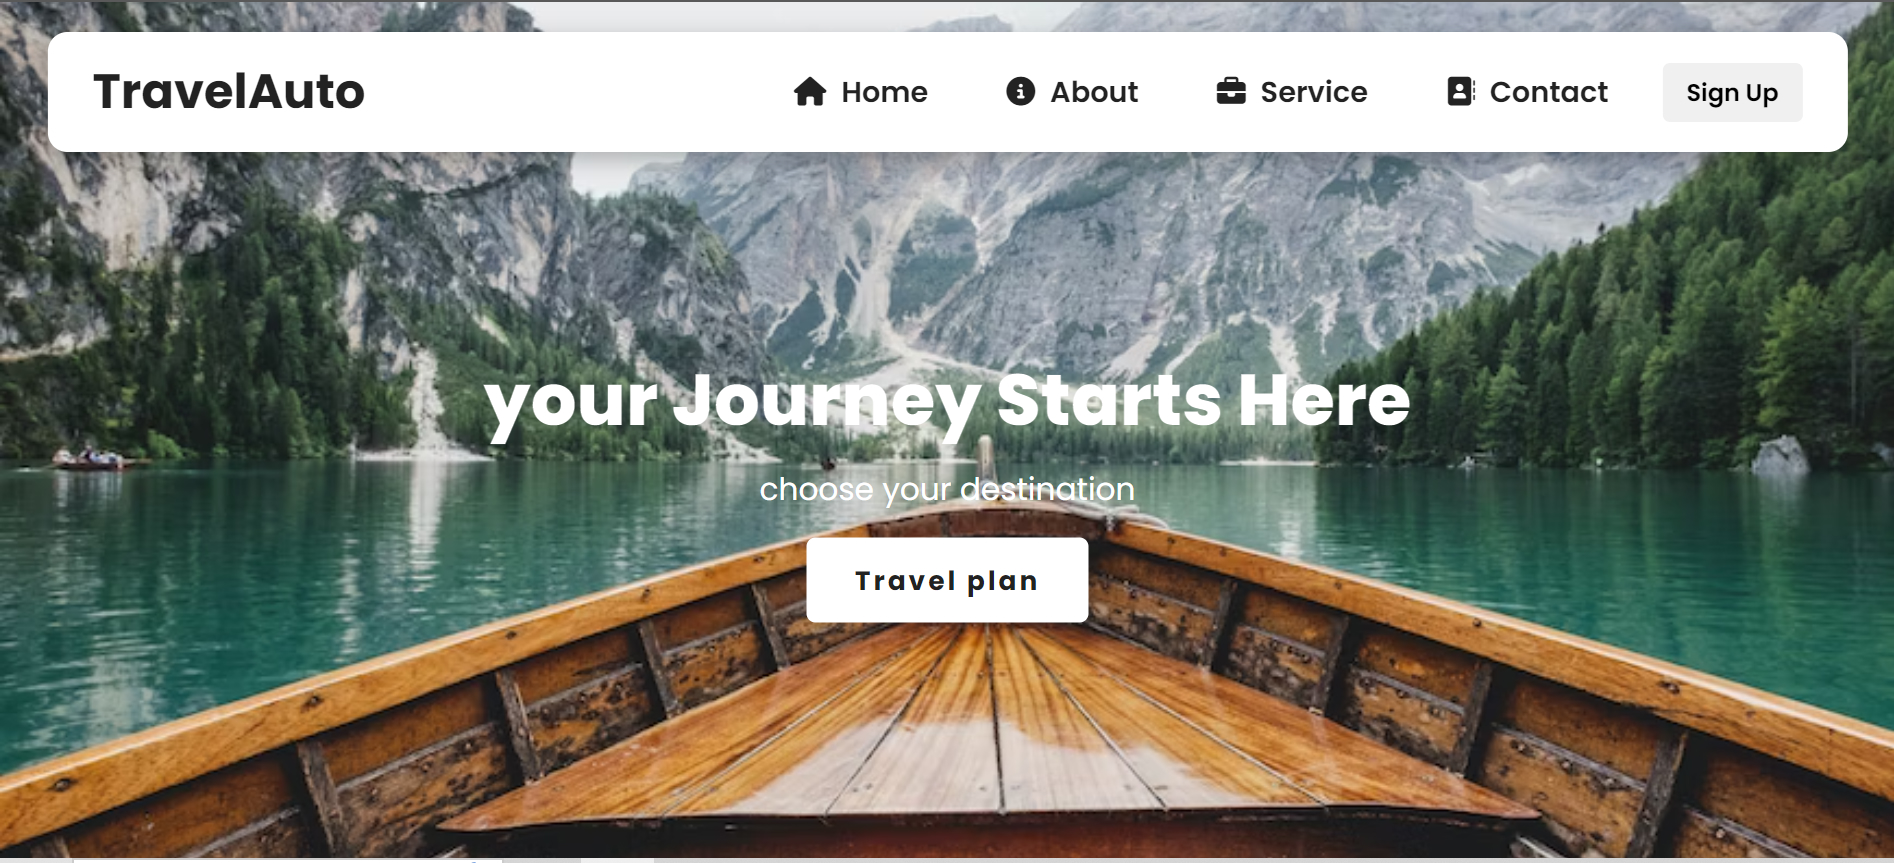 TravelAuto Home About Service Contact Sign Up
your Journey Starts Here
choose your destination
Travel plan